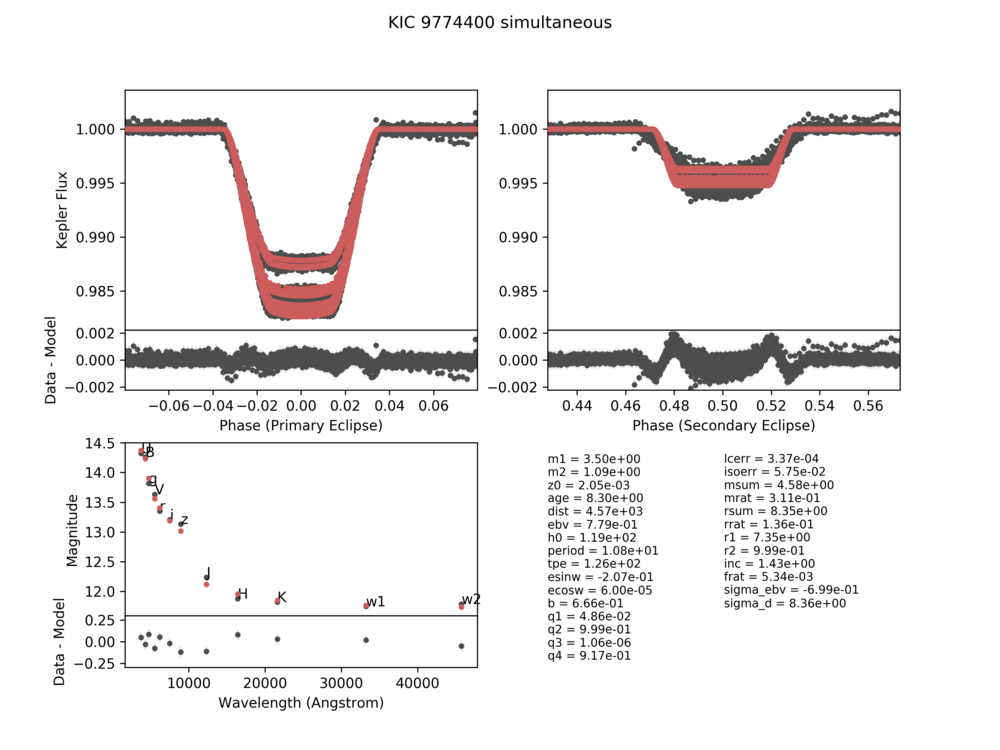 KIC 9774400 simultaneous
Kepler Flux
1.000
0.995
0.990
0.985
1.000
0.995
0.990
0.985
Data - Model
0.002
0.000
−0.002
0.002
0.000
−0.002
−0.06 −0.04 −0.02 0.00 0.02 0.04 0.06
Phase (Primary Eclipse)
0.44 0.46 0.48 0.50 0.52 0.54 0.56
Phase (Secondary Eclipse)
Magnitude
14.5
14.0
13.5
13.0
12.5
12.0
B
g
V
r
i
z
J
H
K
w1
w2
Data - Model
0.25
0.00
−0.25
10000 20000 30000 40000
Wavelength (Angstrom)
m1 = 3.50e+00
m2 = 1.09e+00
z0 = 2.05e-03
age = 8.30e+00
dist = 4.57e+03
ebv = 7.79e-01
h0 = 1.19e+02
period = 1.08e+01
tpe = 1.26e+02
esinw = -2.07e-01
ecosw = 6.00e-05
b = 6.66e-01
q1 = 4.86e-02
q2 = 9.99e-01
q3 = 1.06e-06
q4 = 9.17e-01
lcerr = 3.37e-04
isoerr = 5.75e-02
msum = 4.58e+00
mrat = 3.11e-01
rsum = 8.35e+00
rrat = 1.36e-01
r1 = 7.35e+00
r2 = 9.99e-01
inc = 1.43e+00
frat = 5.34e-03
sigma_ebv = -6.99e-01
sigma_d = 8.36e+00